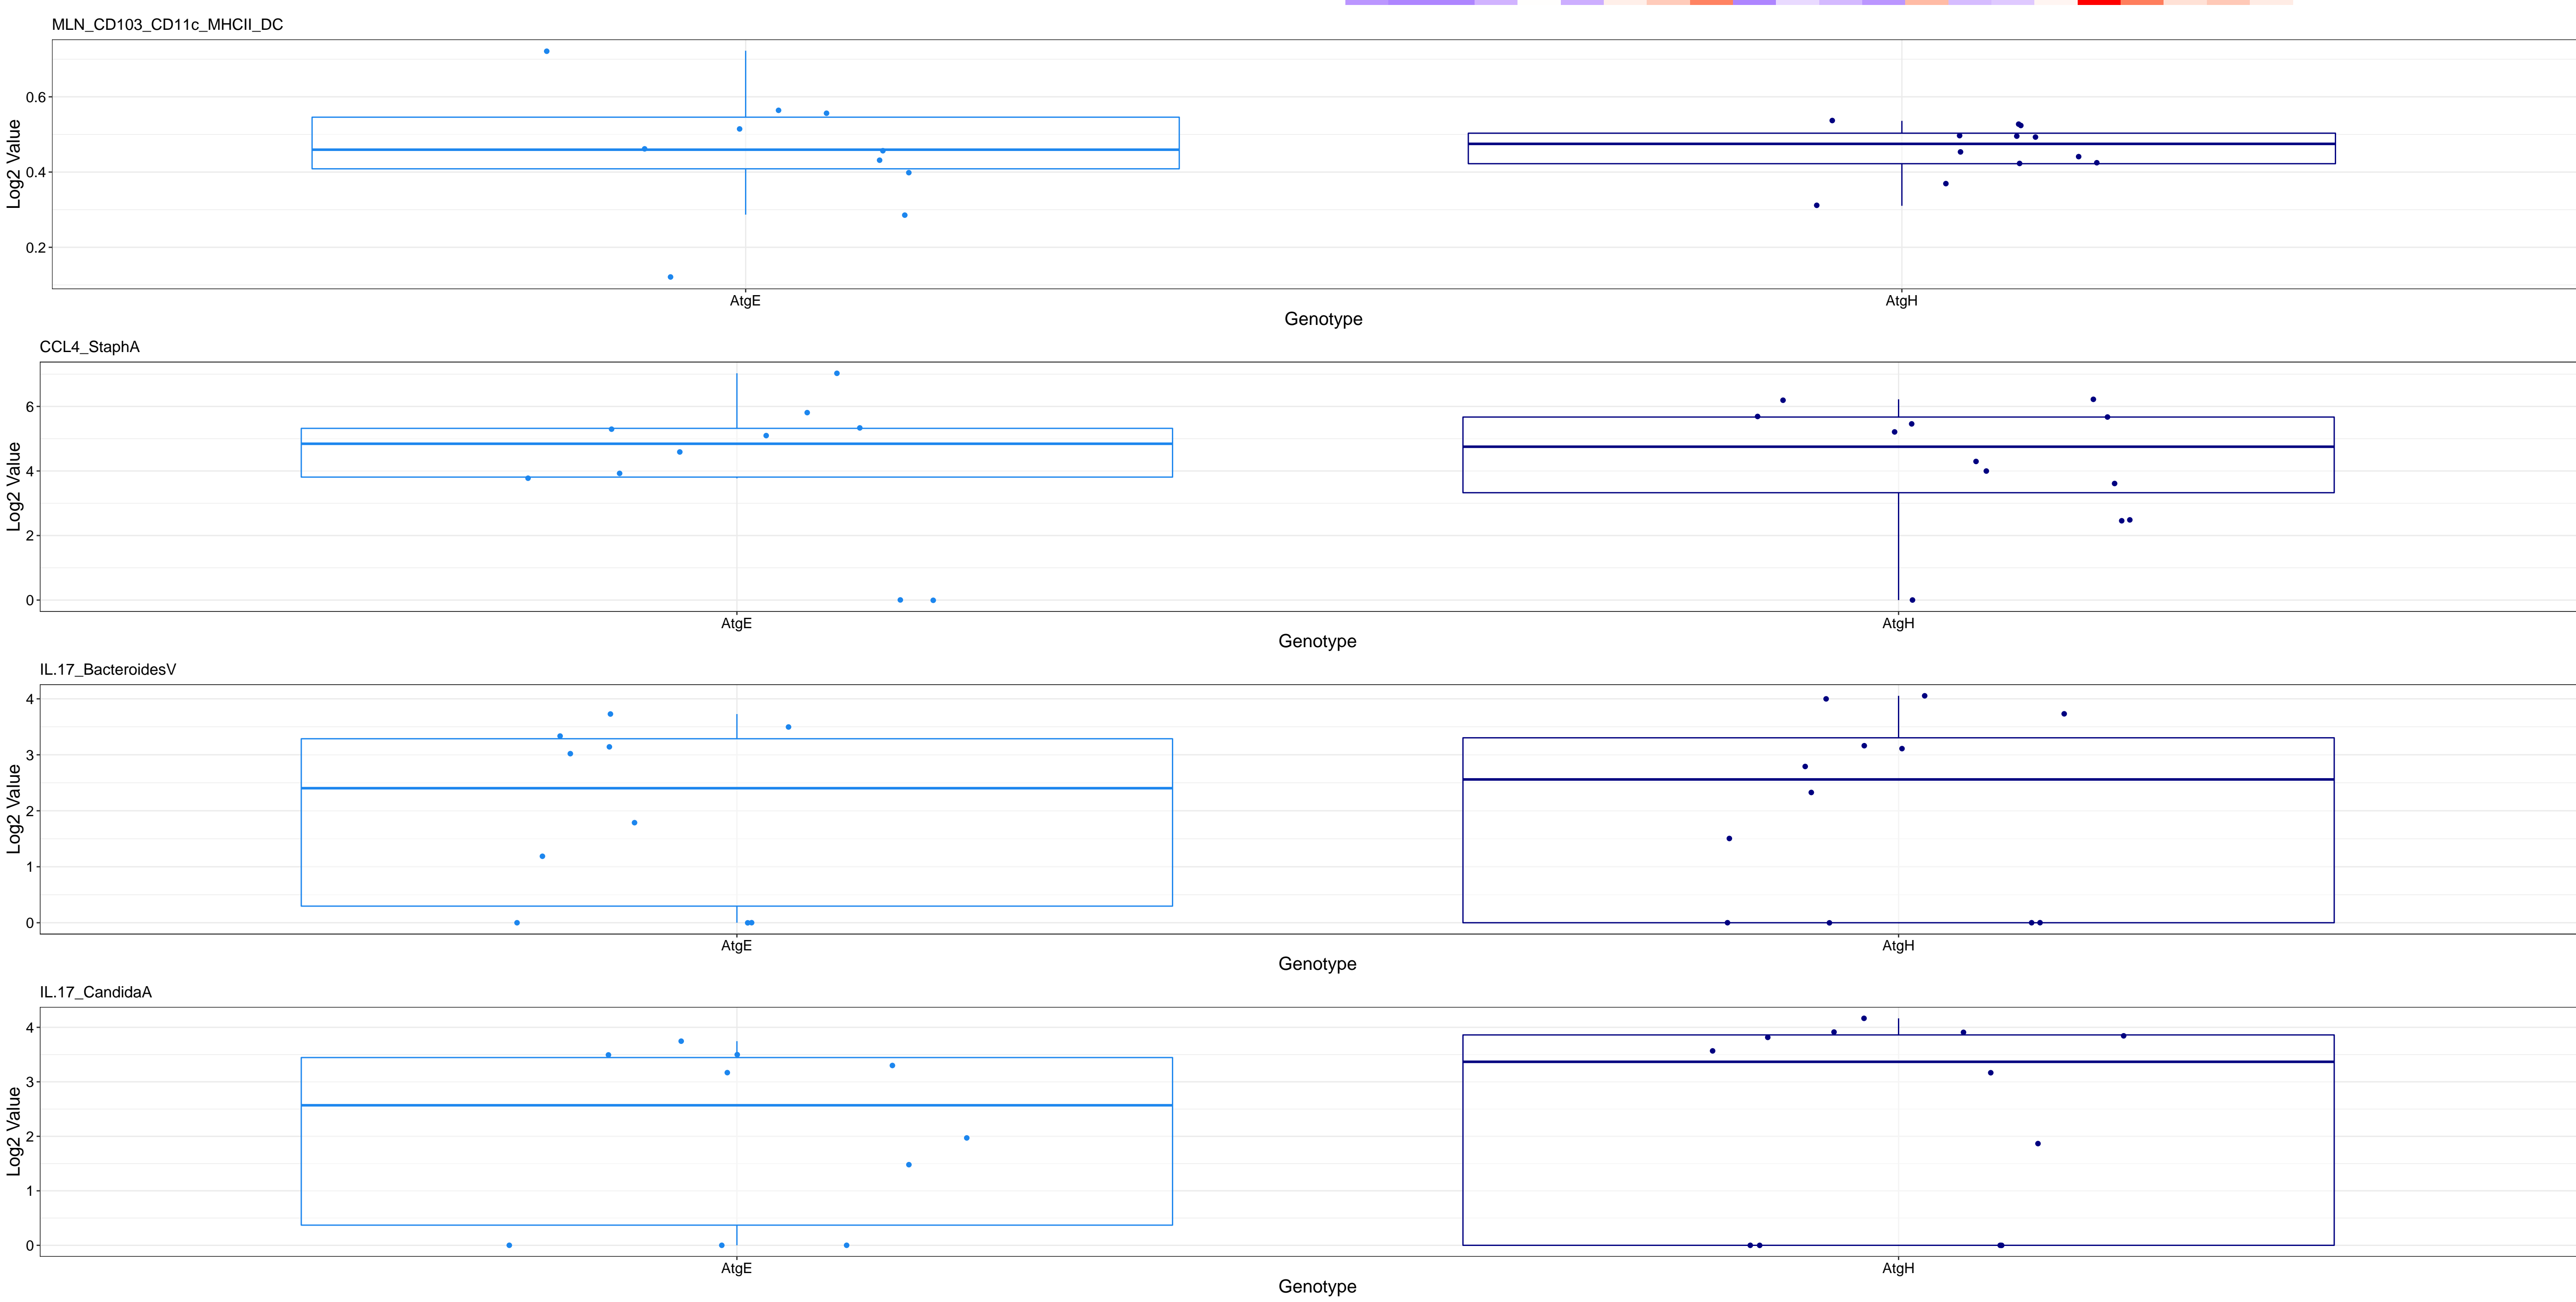 MLN_CD103_CD11c_MHCII_DC
Log2 Value
0.6
0.4
0.2
AtgE
AtgH
Genotype
CCL4_StaphA
Log2 Value
6
4
2
0
AtgE
AtgH
Genotype
IL.17_BacteroidesV
Log2 Value
4
3
2
1
0
AtgE
AtgH
Genotype
IL.17_CandidaA
Log2 Value
4
3
2
1
0
AtgE
AtgH
Genotype